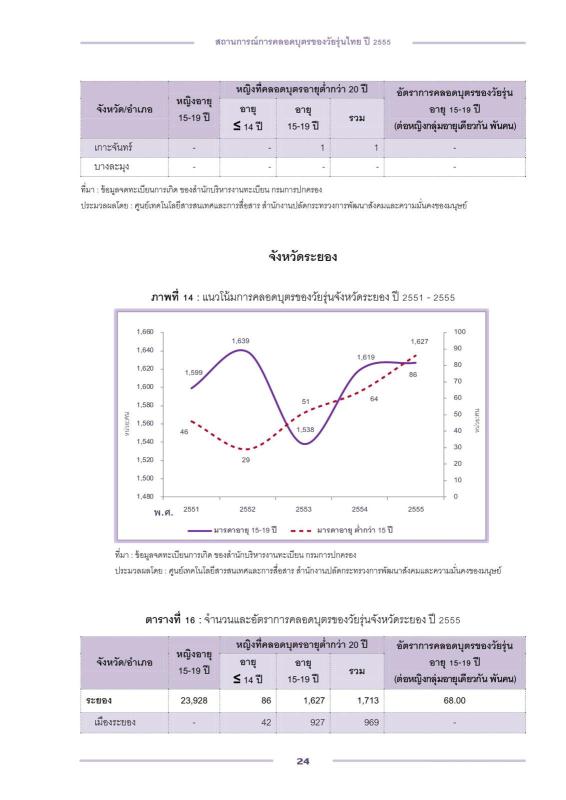 สถานการณ์การคลอดบุตรของวัยรุ่นไทย ปี 2555
จังหวัด/อำเภอ หญิงอายุ 15-19 ปี หญิงที่คลอดบุตรอายุต่ำกว่า 20 ปี อัตราการคลอดบุตรของวัยรุ่น อายุ 15-19 ปี (ต่อหญิงกลุ่มอายุเดียวกัน พันคน)
อายุ ≤ 14 ปี อายุ 15-19 ปี รวม
เกาะจันทร์ - - 1 1 -
บางละมุง - - - - -
ที่มา : ข้อมูลจดทะเบียนการเกิด ของสำนักบริหารงานทะเบียน กรมการปกครอง
ประมวลผลโดย : ศูนย์เทคโนโลยีสารสนเทศและการสื่อสาร สำนักงานปลัดกระทรวงการพัฒนาสังคมและความมั่นคงของมนุษย์
จังหวัดระยอง
ภาพที่ 14 : แนวโน้มการคลอดบุตรของวัยรุ่นจังหวัดระยอง ปี 2551 - 2555
1,660 100
1,640 90
1,620 80
1,600 70
60
1,580 50
1,560 40
1,540 30
1,520 20
1,500 10
1,480 0
หน่วย:คน
หน่วย:คน
1,599 1,639 1,538 1,619 1,627
46 29 51 64 86
พ.ศ. 2551 2552 2553 2554 2555
มารดาอายุ 15-19 ปี มารดาอายุ ต่ำกว่า 15 ปี
ที่มา : ข้อมูลจดทะเบียนการเกิด ของสำนักบริหารงานทะเบียน กรมการปกครอง
ประมวลผลโดย : ศูนย์เทคโนโลยีสารสนเทศและการสื่อสาร สำนักงานปลัดกระทรวงการพัฒนาสังคมและความมั่นคงของมนุษย์
ตารางที่ 16 : จำนวนและอัตราการคลอดบุตรของวัยรุ่นจังหวัดระยอง ปี 2555
จังหวัด/อำเภอ หญิงอายุ 15-19 ปี หญิงที่คลอดบุตรอายุต่ำกว่า 20 ปี อัตราการคลอดบุตรของวัยรุ่น อายุ 15-19 ปี (ต่อหญิงกลุ่มอายุเดียวกัน พันคน)
อายุ ≤ 14 ปี อายุ 15-19 ปี รวม
ระยอง 23,928 86 1,627 1,713 68.00
เมืองระยอง - 42 927 969 -
24